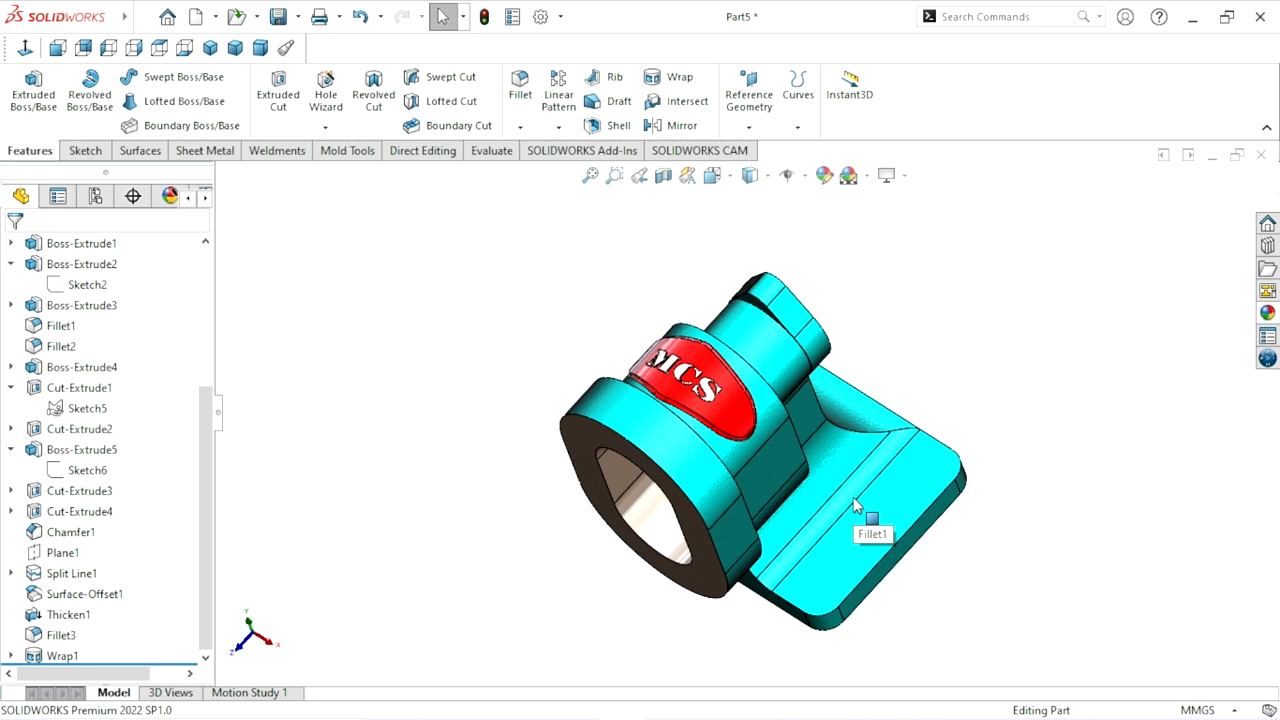 SOLIDWORKS
Part5 *
Search Commands
Extruded Boss/Base
Revolved Boss/Base
Swept Boss/Base
Lofted Boss/Base
Boundary Boss/Base
Extruded Cut
Hole Wizard
Revolved Cut
Swept Cut
Lofted Cut
Boundary Cut
Fillet
Linear Pattern
Rib
Draft
Shell
Wrap
Intersect
Mirror
Reference Geometry
Curves
Instant3D
Features
Sketch
Surfaces
Sheet Metal
Weldments
Mold Tools
Direct Editing
Evaluate
SOLIDWORKS Add-Ins
SOLIDWORKS CAM
Boss-Extrude1
Boss-Extrude2
Sketch2
Boss-Extrude3
Fillet1
Fillet2
Boss-Extrude4
Cut-Extrude1
Sketch5
Cut-Extrude2
Boss-Extrude5
Sketch6
Cut-Extrude3
Cut-Extrude4
Chamfer1
Plane1
Split Line1
Surface-Offset1
Thicken1
Fillet3
Wrap1
MCS
Fillet1
Y
X
Z
Model
3D Views
Motion Study 1
SOLIDWORKS Premium 2022 SP1.0
Editing Part
MMGS